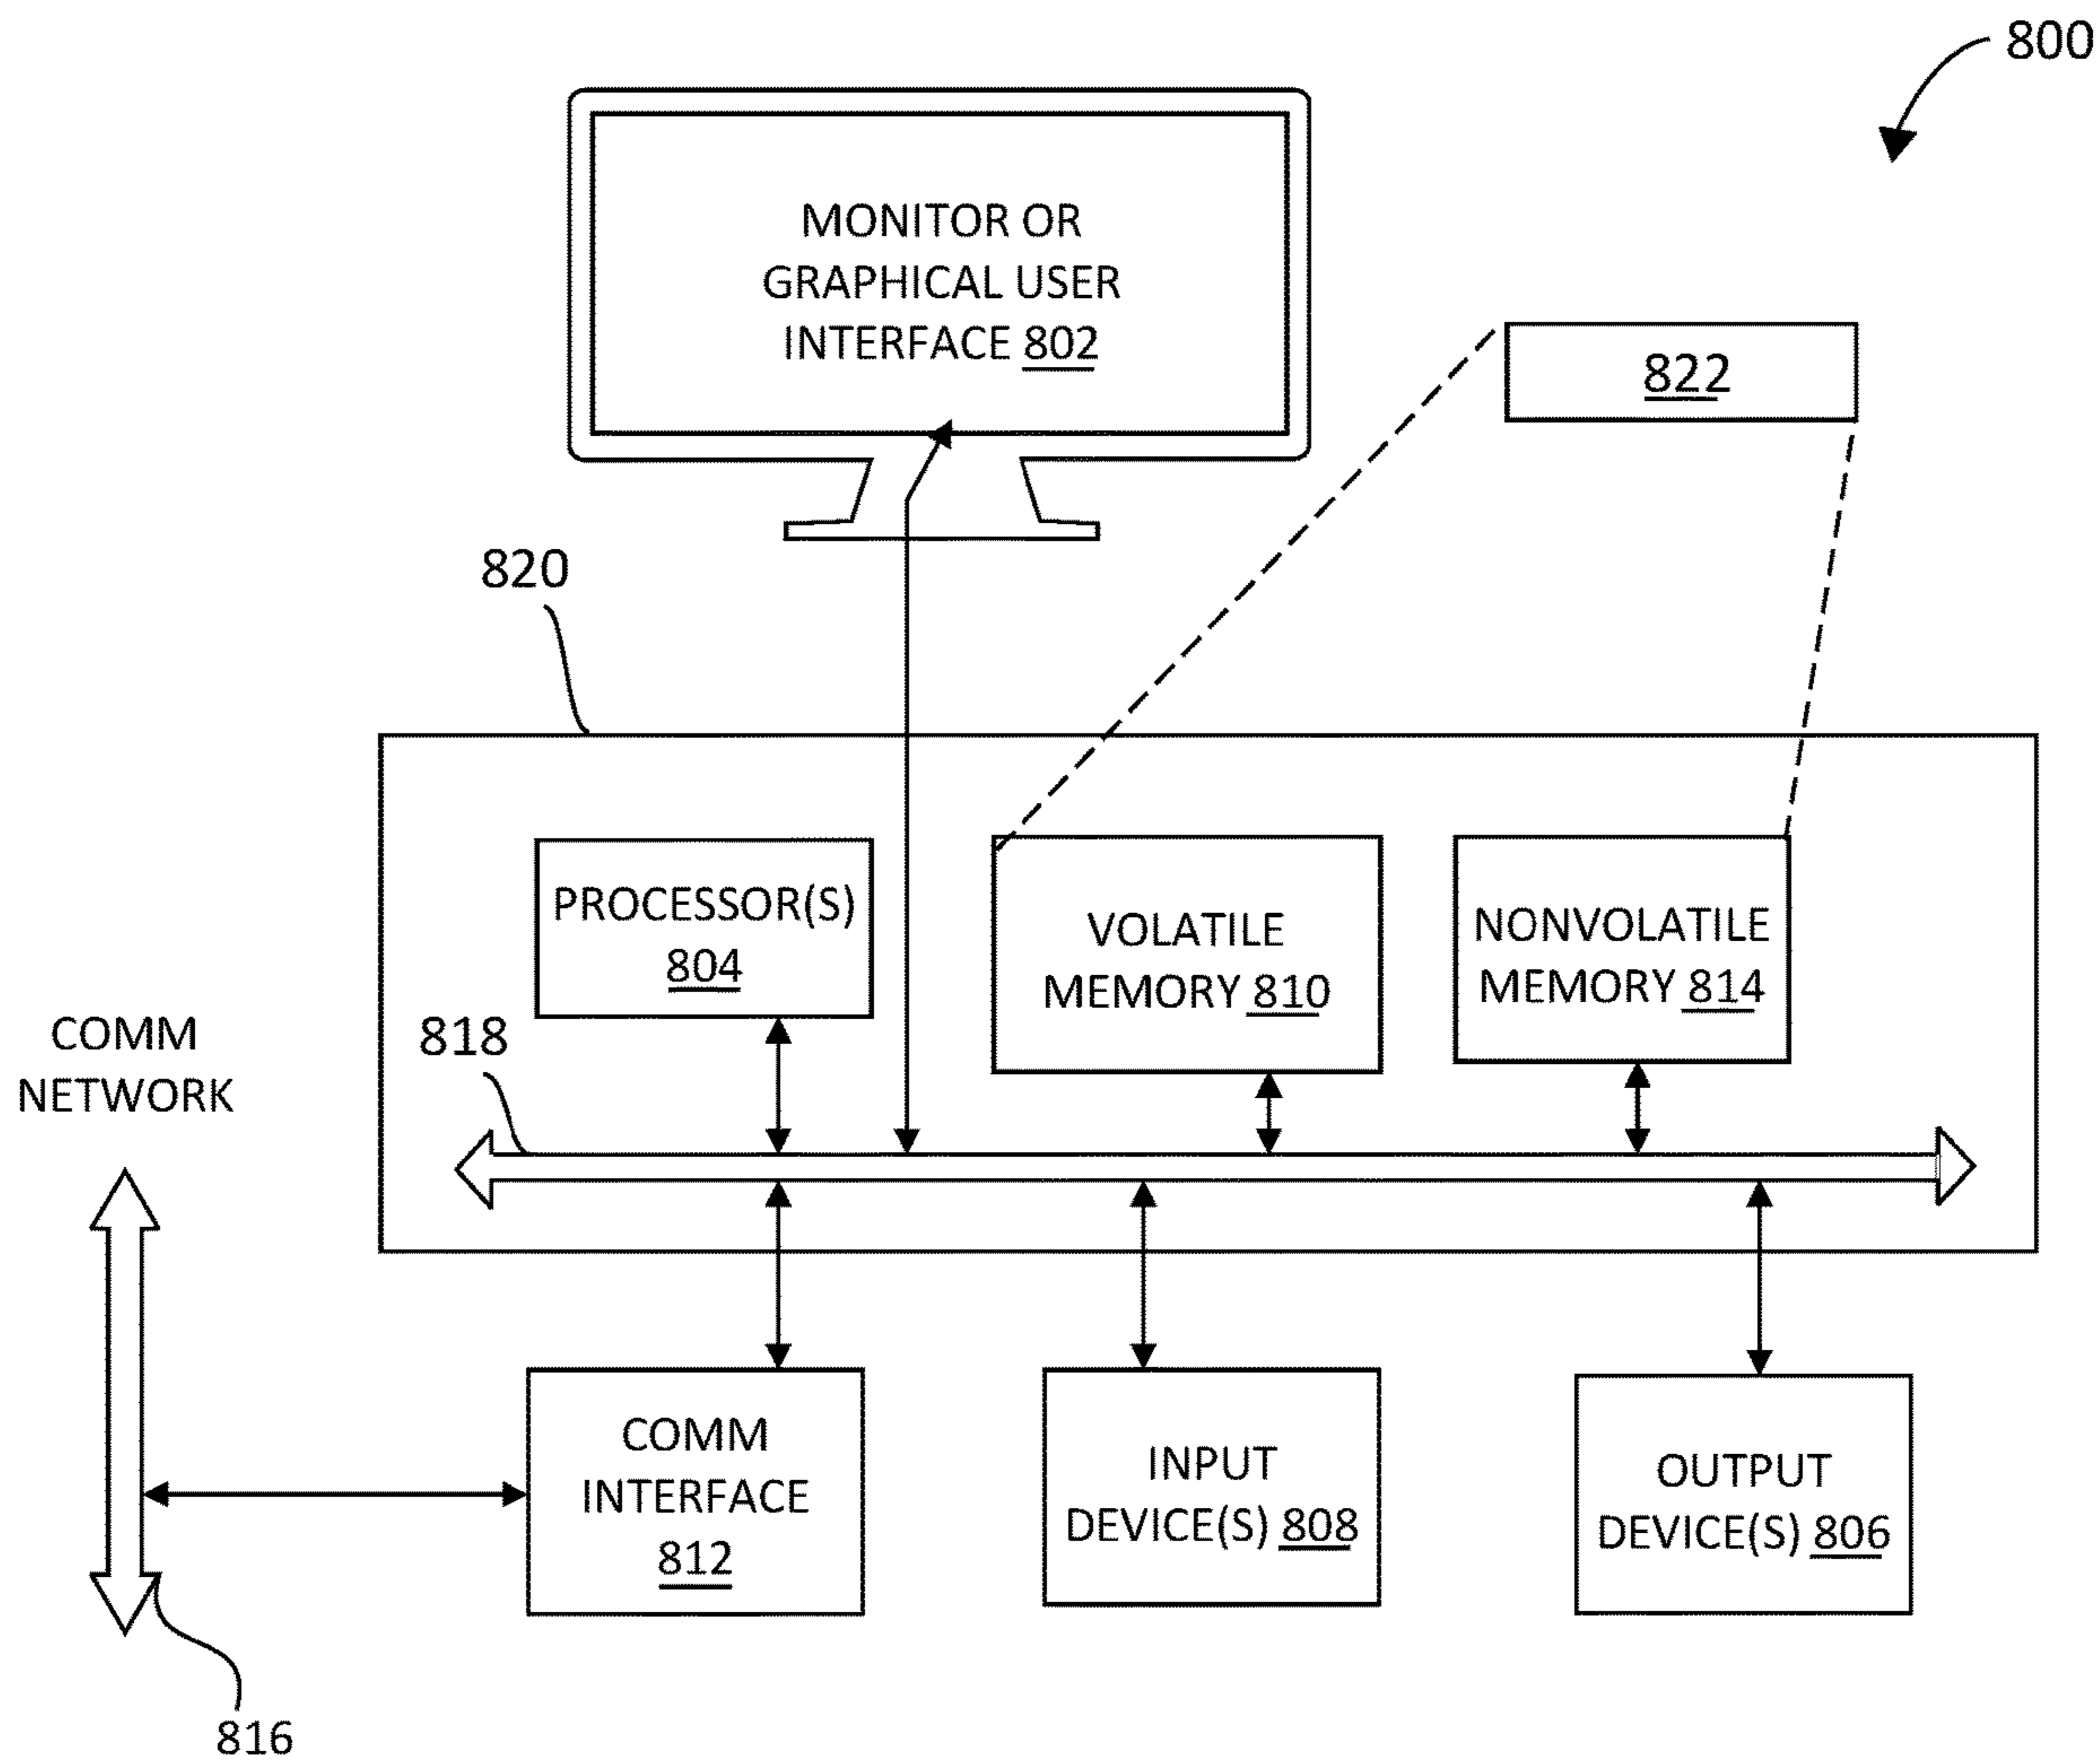 800
MONITOR OR
GRAPHICAL USER
INTERFACE 802
822
820
PROCESSOR(S)
804
VOLATILE
MEMORY 810
NONVOLATILE
MEMORY 814
818
COMM
NETWORK
COMM
INTERFACE
812
INPUT
DEVICE(S) 808
OUTPUT
DEVICE(S) 806
816